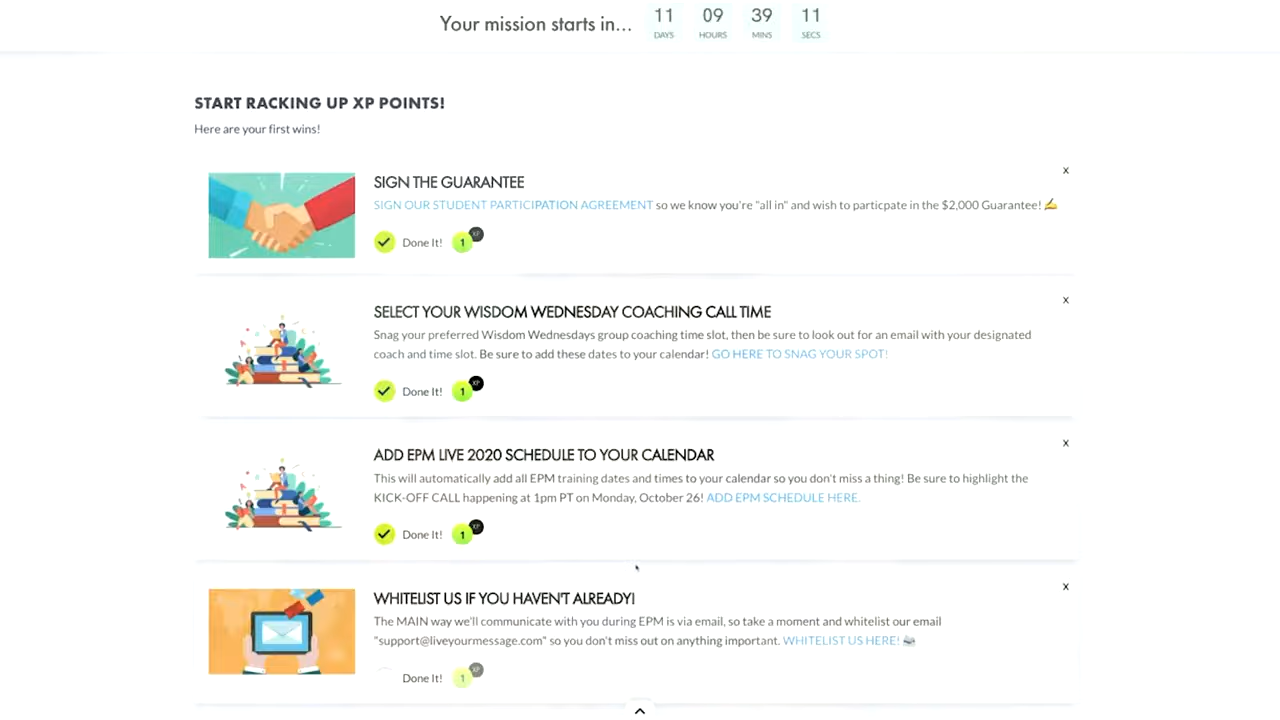 Your mission starts in...
11 09 39 11
DAYS HOURS MINS SECS
START RACKING UP XP POINTS!
Here are your first wins!
x
SIGN THE GUARANTEE
SIGN OUR STUDENT PARTICIPATION AGREEMENT so we know you're "all in" and wish to particpate in the $2,000 Guarantee! ✍️
Done It! 1 XP
x
SELECT YOUR WISDOM WEDNESDAY COACHING CALL TIME
Snag your preferred Wisdom Wednesdays group coaching time slot, then be sure to look out for an email with your designated
coach and time slot. Be sure to add these dates to your calendar! GO HERE TO SNAG YOUR SPOT!
Done It! 1 XP
x
ADD EPM LIVE 2020 SCHEDULE TO YOUR CALENDAR
This will automatically add all EPM training dates and times to your calendar so you don't miss a thing! Be sure to highlight the
KICK-OFF CALL happening at 1pm PT on Monday, October 26! ADD EPM SCHEDULE HERE.
Done It! 1 XP
x
WHITELIST US IF YOU HAVEN'T ALREADY!
The MAIN way we'll communicate with you during EPM is via email, so take a moment and whitelist our email
"support@liveyourmessage.com" so you don't miss out on anything important. WHITELIST US HERE!
Done It! 1 XP